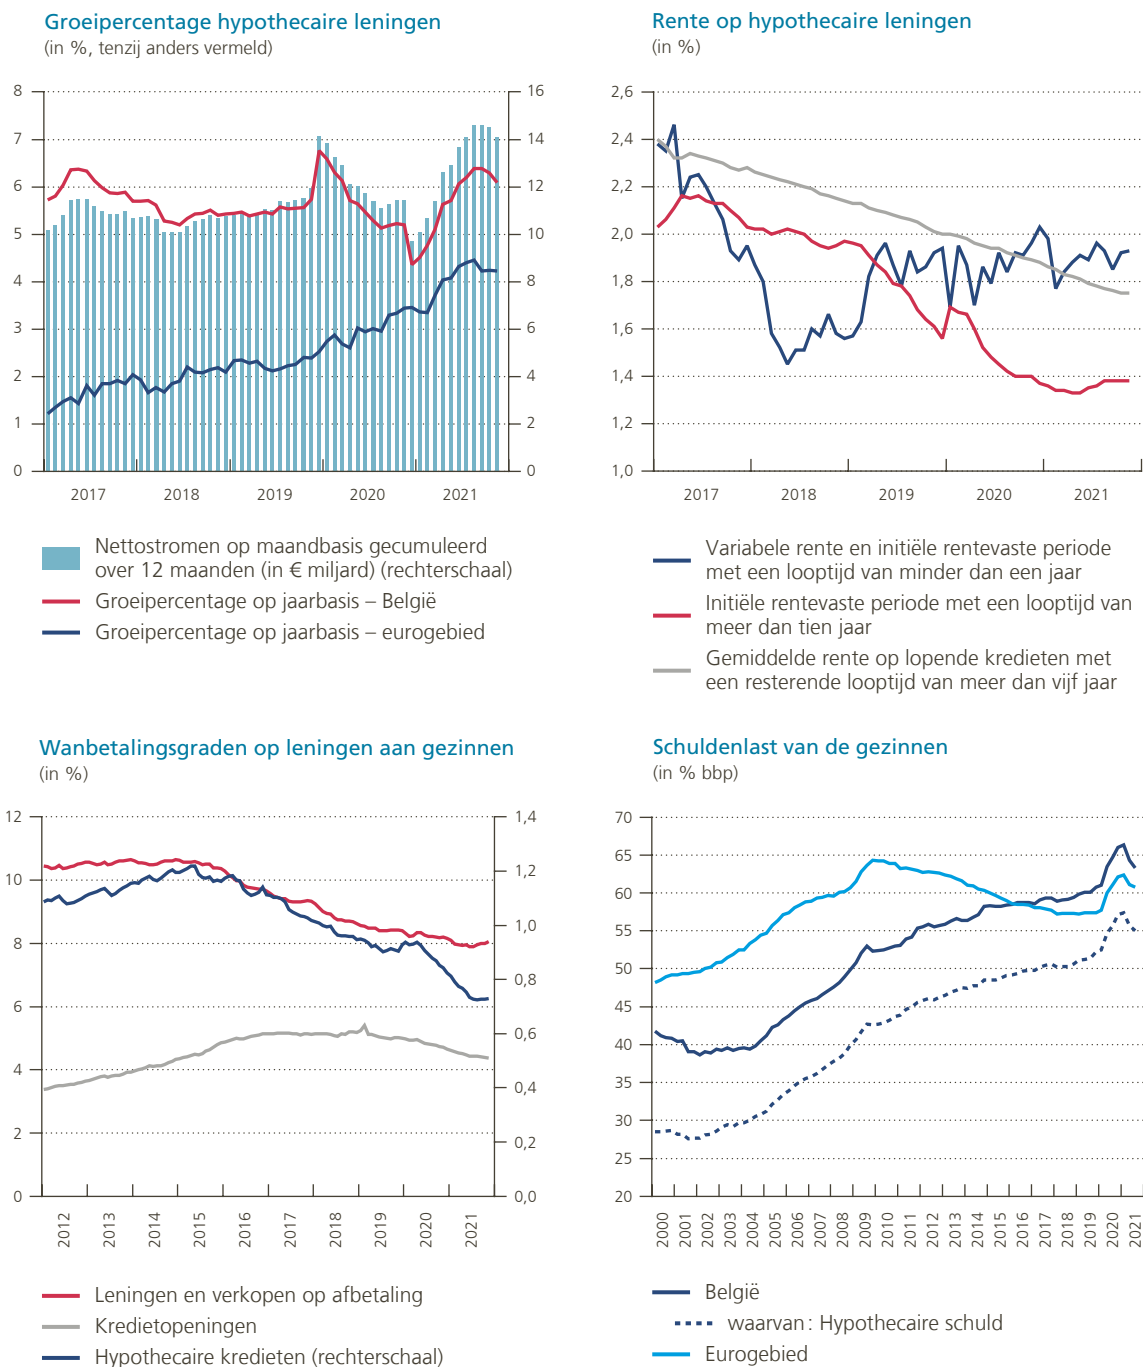 Groeipercentage hypothecaire leningen
(in %, tenzij anders vermeld)
8
7
6
5
4
3
2
1
0
16
14
12
10
8
6
4
2
0
2017 2018 2019 2020 2021
Nettostromen op maandbasis gecumuleerd
over 12 maanden (in € miljard) (rechterschaal)
Groeipercentage op jaarbasis – België
Groeipercentage op jaarbasis – eurogebied
Rente op hypothecaire leningen
(in %)
2,6
2,4
2,2
2,0
1,8
1,6
1,4
1,2
1,0
2017 2018 2019 2020 2021
Variabele rente en initiële rentevaste periode
met een looptijd van minder dan een jaar
Initiële rentevaste periode met een looptijd van
meer dan tien jaar
Gemiddelde rente op lopende kredieten met
een resterende looptijd van meer dan vijf jaar
Wanbetalingsgraden op leningen aan gezinnen
(in %)
12
10
8
6
4
2
0
1,4
1,2
1,0
0,8
0,6
0,4
0,2
0,0
2012 2013 2014 2015 2016 2017 2018 2019 2020 2021
Leningen en verkopen op afbetaling
Kredietopeningen
Hypothecaire kredieten (rechterschaal)
Schuldenlast van de gezinnen
(in % bbp)
70
65
60
55
50
45
40
35
30
25
20
2000 2001 2002 2003 2004 2005 2006 2007 2008 2009 2010 2011 2012 2013 2014 2015 2016 2017 2018 2019 2020 2021
België
waarvan : Hypothecaire schuld
Eurogebied